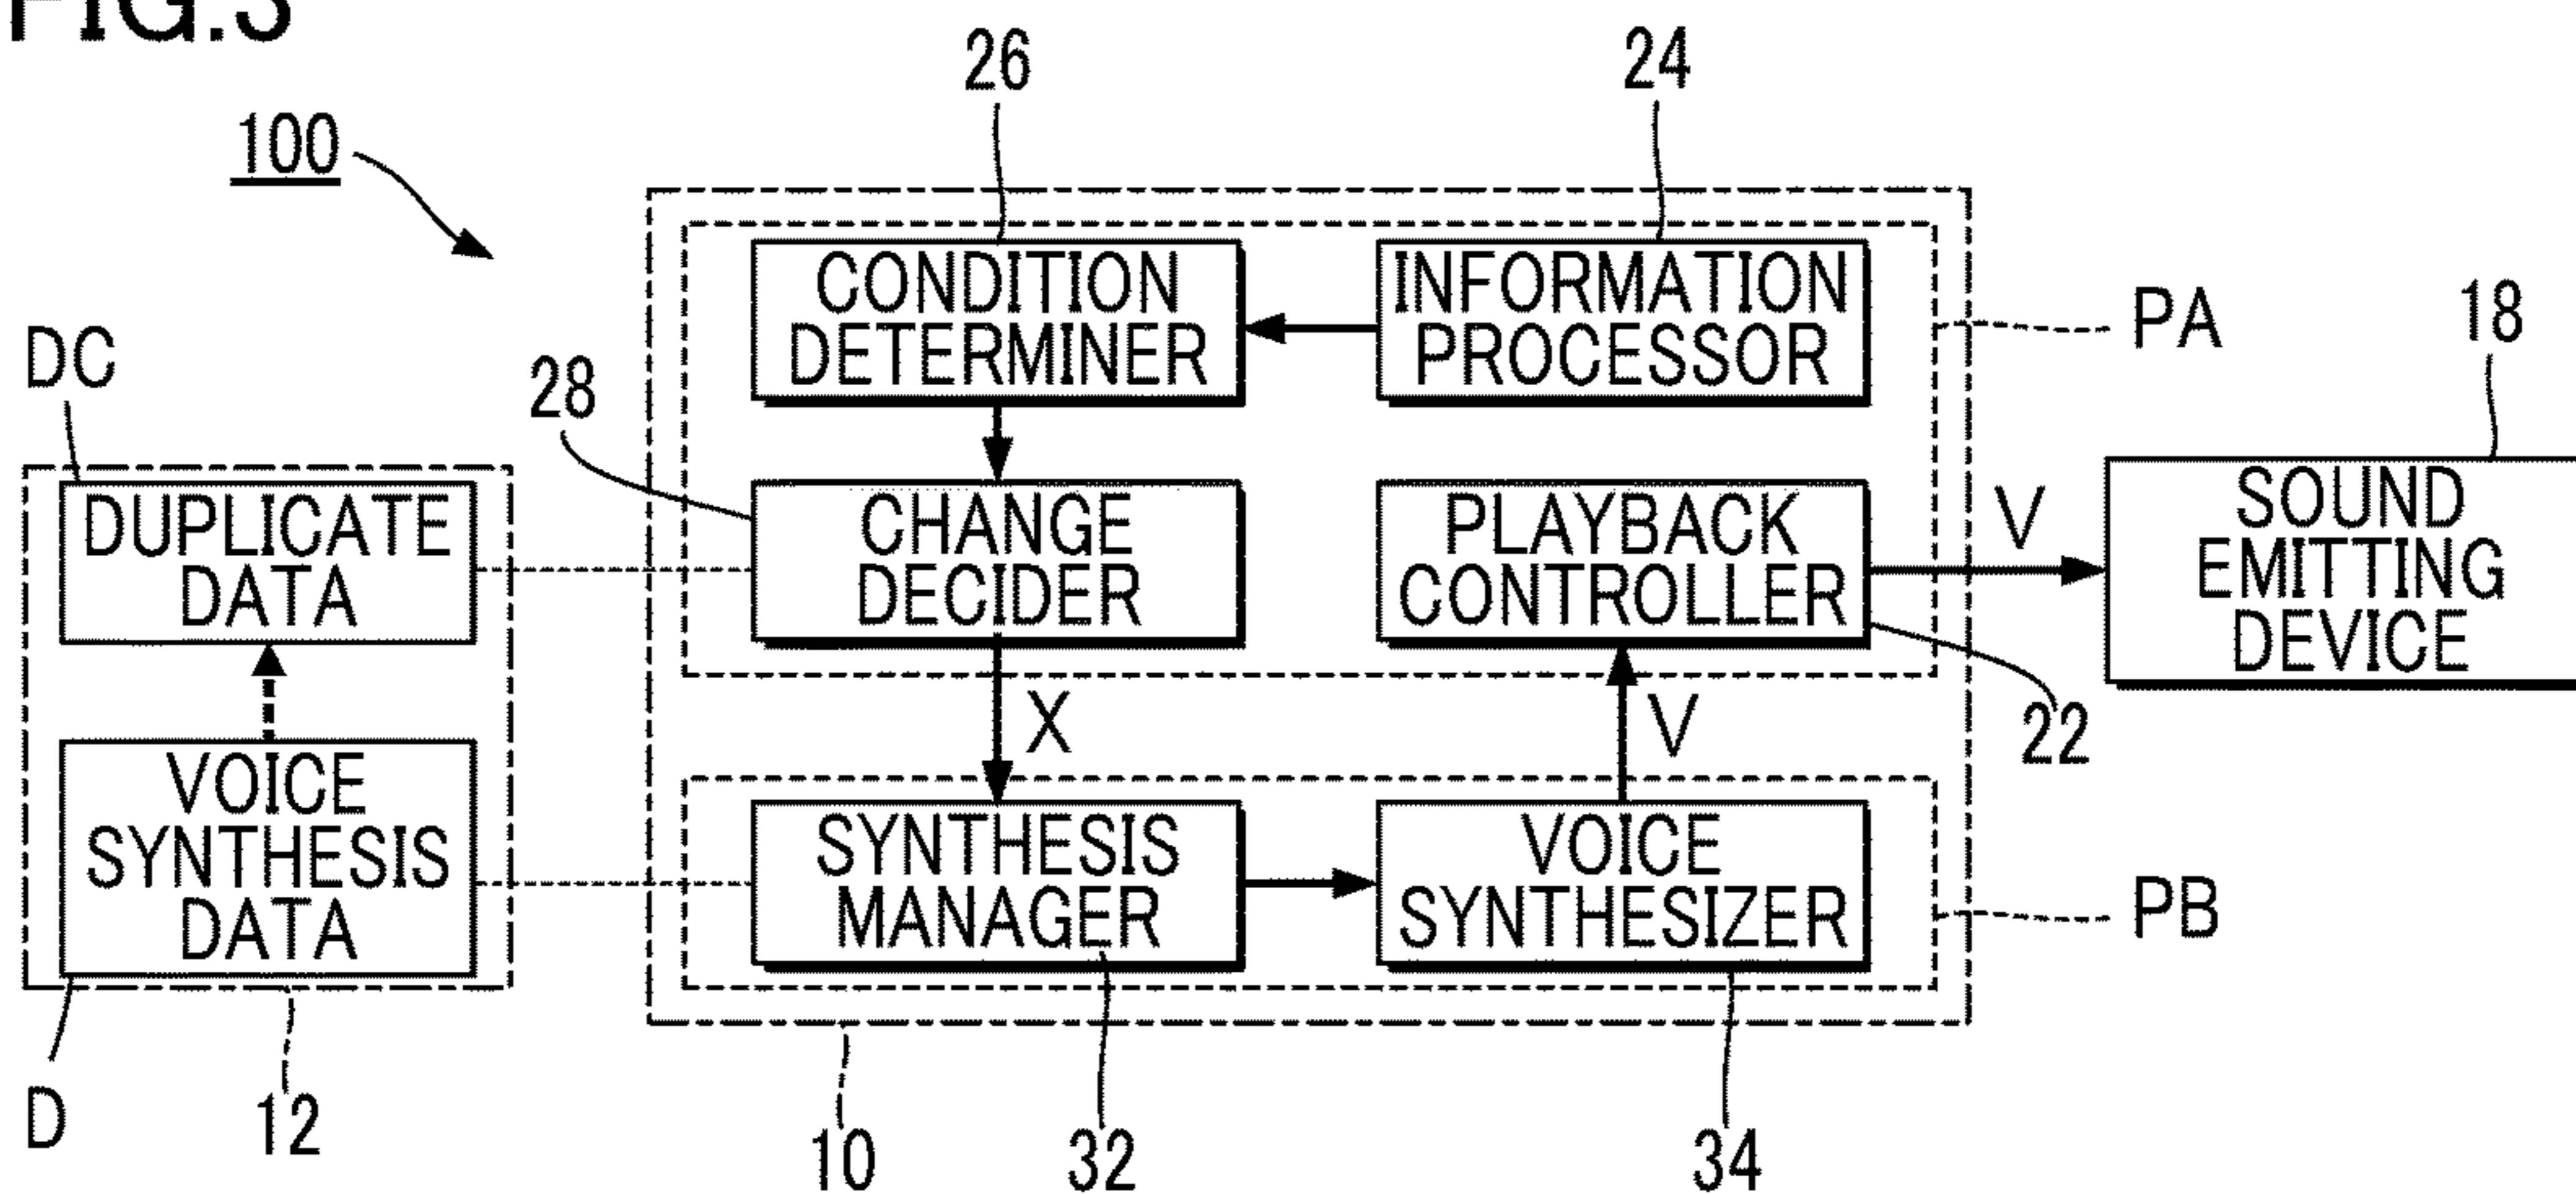 FIG.3
26
24
100
CONDITION
DETERMINER
INFORMATION
PROCESSOR
PA
18
DC
28
DUPLICATE
DATA
CHANGE
DECIDER
PLAYBACK
CONTROLLER
V
SOUND
EMITTING
DEVICE
X
V
22
VOICE
SYNTHESIS
DATA
SYNTHESIS
MANAGER
VOICE
SYNTHESIZER
PB
D
12
10
32
34